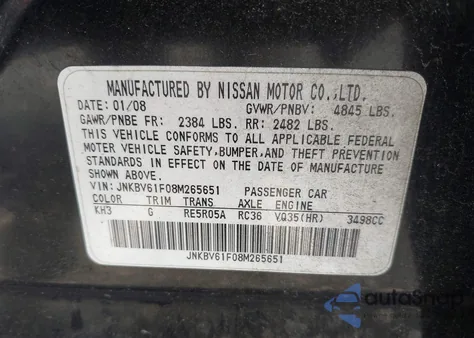 MANUFACTURED BY NISSAN MOTOR CO.,LTD.
DATE: 01/08 GVWR/PNBV: 4845 LBS.
GAWR/PNBE FR: 2384 LBS. RR: 2482 LBS.
THIS VEHICLE CONFORMS TO ALL APPLICABLE FEDERAL
MOTOR VEHICLE SAFETY, BUMPER, AND THEFT PREVENTION
STANDARDS IN EFFECT ON THE DATE OF MANUFACTURE
SHOWN ABOVE.
VIN: JNKBV61F08M265651 PASSENGER CAR
COLOR TRIM TRANS AXLE ENGINE
KH3 G RE5R05A RC36 VQ35(HR) 3498CC
JNKBV61F08M265651
autoSnap